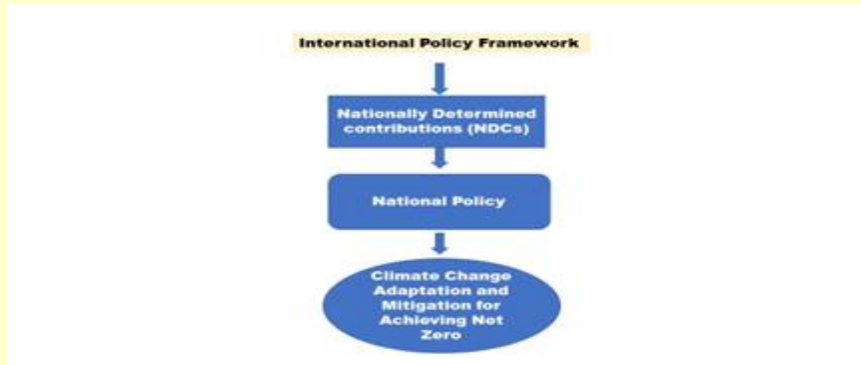 International Policy Framework
Nationally Determined
contributions (NDCs)
National Policy
Climate Change
Adaptation and
Mitigation for
Achieving Net
Zero